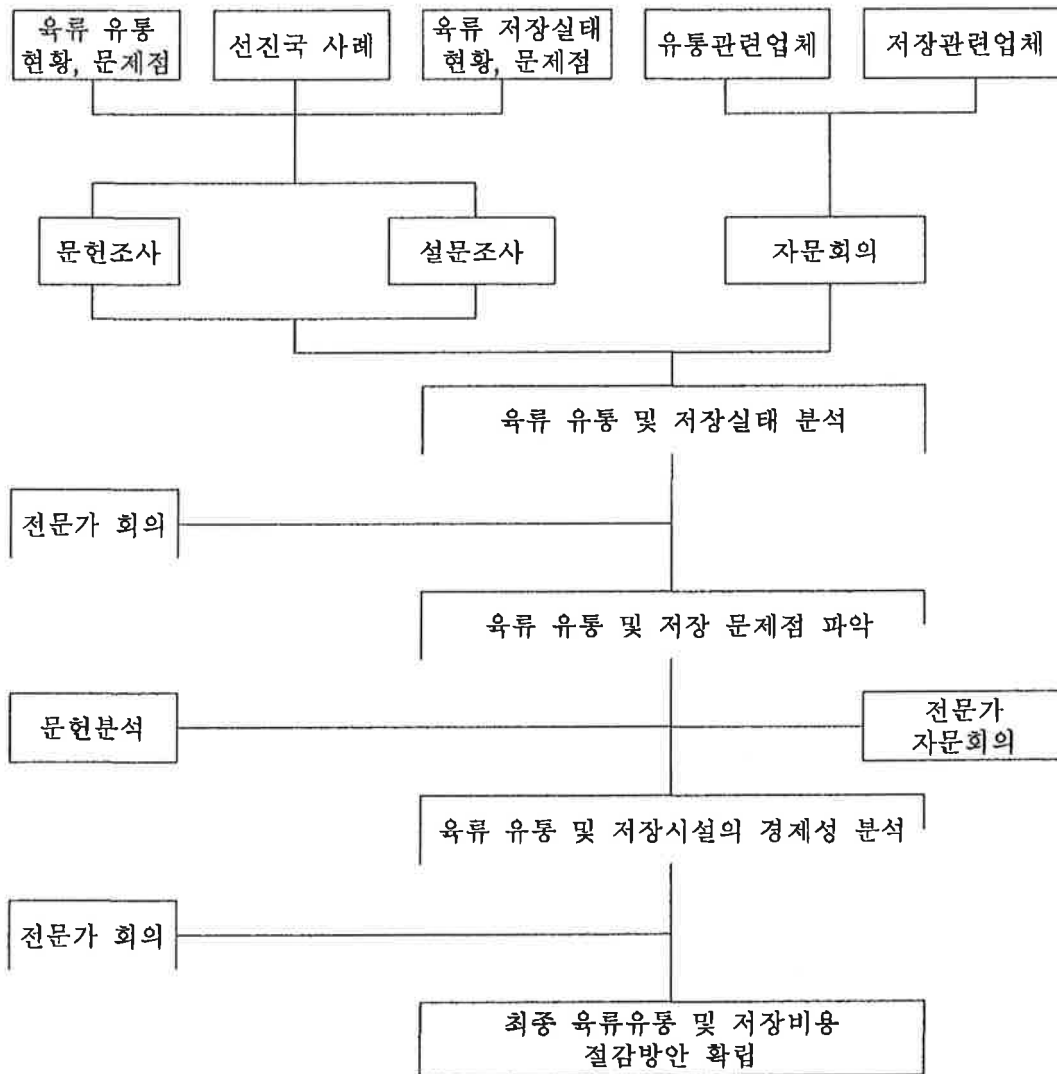 육류 유통
현황, 문제점
선진국 사례
육류 저장실태
현황, 문제점
유통관련업체
저장관련업체
문헌조사
설문조사
자문회의
육류 유통 및 저장실태 분석
전문가 회의
육류 유통 및 저장 문제점 파악
문헌분석
전문가
자문회의
육류 유통 및 저장시설의 경제성 분석
전문가 회의
최종 육류유통 및 저장비용
절감방안 확립